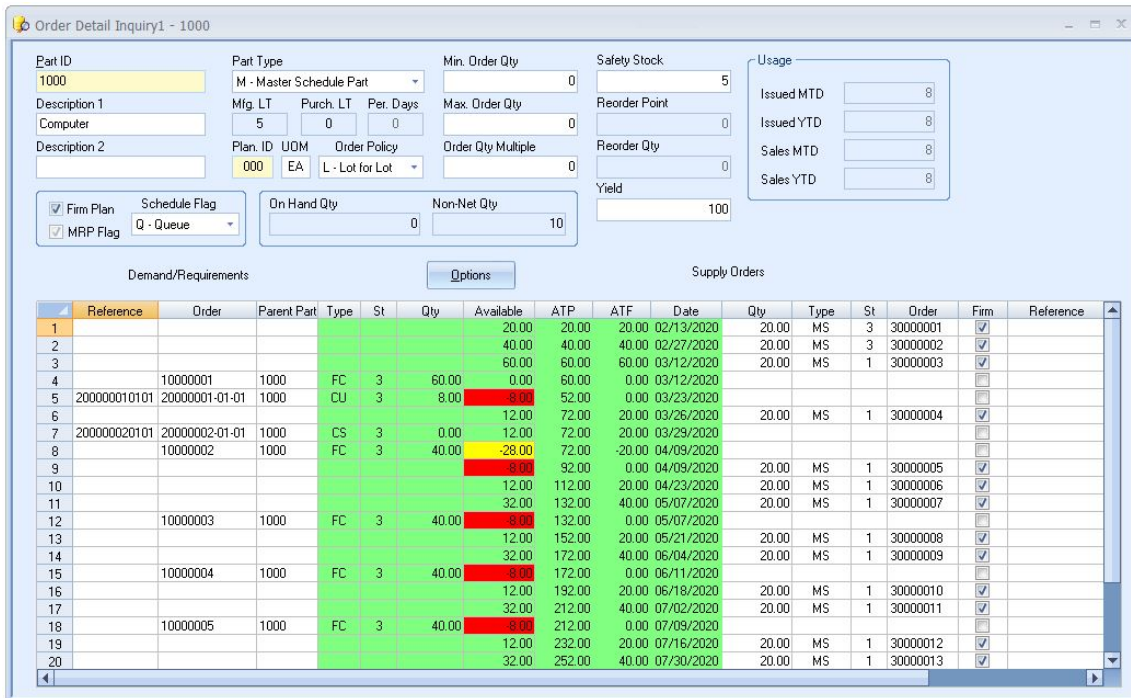 Order Detail Inquiry1 - 1000
Part ID Part Type Min. Order Qty Safety Stock Usage
1000 M - Master Schedule Part 0 5
Issued MTD 8
Description 1 Mfg. LT Purch. LT Per. Days Max. Order Qty Reorder Point
Computer 5 0 0 0 0
Issued YTD 8
Description 2 Plan. ID UOM Order Policy Order Qty Multiple Reorder Qty
Sales MTD 8
000 EA L - Lot for Lot 0 0
Sales YTD 8
Yield
100
Firm Plan Schedule Flag On Hand Qty Non-Net Qty
MRP Flag Q - Queue 0 10
Demand/Requirements Options Supply Orders
Reference Order Parent Part Type St Qty Available ATP ATF Date Qty Type St Order Firm Reference
1 20.00 20.00 20.00 02/13/2020 20.00 MS 3 30000001
2 40.00 40.00 40.00 02/27/2020 20.00 MS 3 30000002
3 60.00 60.00 60.00 03/12/2020 20.00 MS 1 30000003
4 10000001 1000 FC 3 60.00 0.00 60.00 0.00 03/12/2020
5 200000010101 20000001-01-01 1000 CU 3 8.00 -8.00 52.00 0.00 03/23/2020
6 12.00 72.00 20.00 03/26/2020 20.00 MS 1 30000004
7 200000020101 20000002-01-01 1000 CS 3 0.00 12.00 72.00 20.00 03/29/2020
8 10000002 1000 FC 3 40.00 -28.00 72.00 -20.00 04/09/2020
9 -8.00 92.00 0.00 04/09/2020 20.00 MS 1 30000005
10 12.00 112.00 20.00 04/23/2020 20.00 MS 1 30000006
11 32.00 132.00 40.00 05/07/2020 20.00 MS 1 30000007
12 10000003 1000 FC 3 40.00 -8.00 132.00 0.00 05/07/2020
13 12.00 152.00 20.00 05/21/2020 20.00 MS 1 30000008
14 32.00 172.00 40.00 06/04/2020 20.00 MS 1 30000009
15 10000004 1000 FC 3 40.00 -8.00 172.00 0.00 06/11/2020
16 12.00 192.00 20.00 06/18/2020 20.00 MS 1 30000010
17 32.00 212.00 40.00 07/02/2020 20.00 MS 1 30000011
18 10000005 1000 FC 3 40.00 -8.00 212.00 0.00 07/09/2020
19 12.00 232.00 20.00 07/16/2020 20.00 MS 1 30000012
20 32.00 252.00 40.00 07/30/2020 20.00 MS 1 30000013